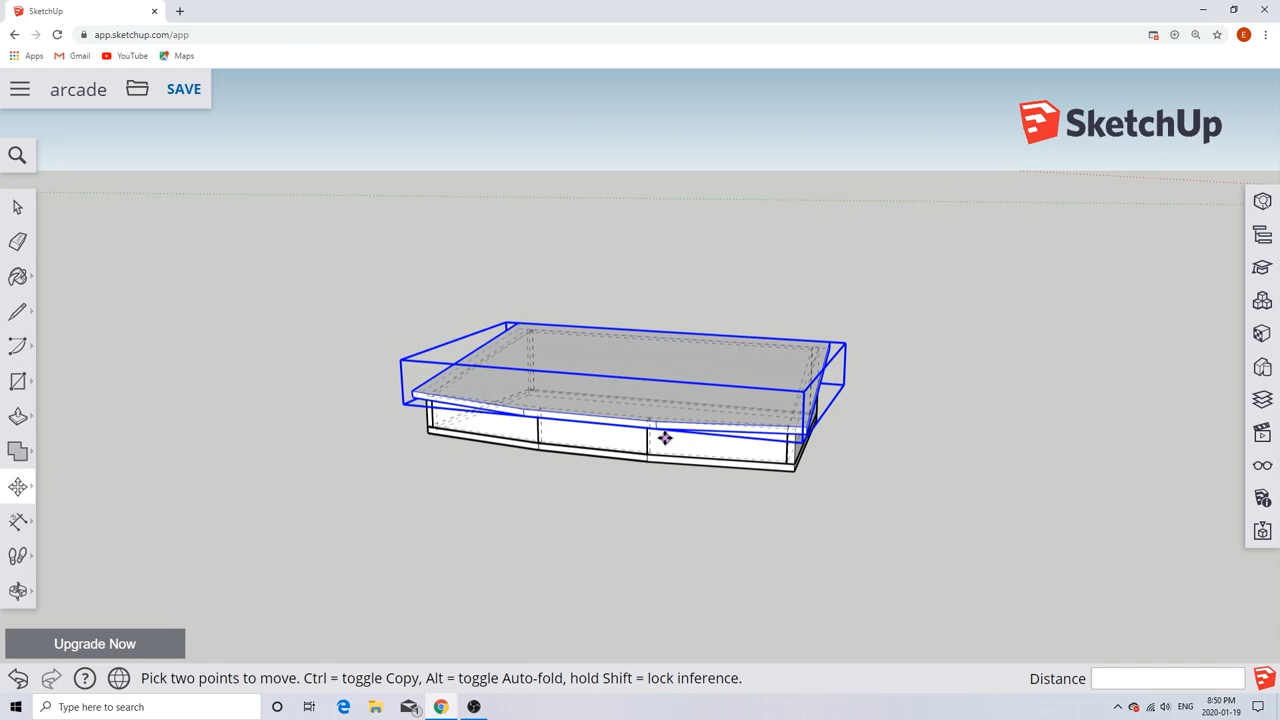 SketchUp
app.sketchup.com/app
E
Apps Gmail YouTube Maps
arcade SAVE
SketchUp
Upgrade Now
Pick two points to move. Ctrl = toggle Copy, Alt = toggle Auto-fold, hold Shift = lock inference.
Distance
Type here to search
1
ENG
8:50 PM
2020-01-19